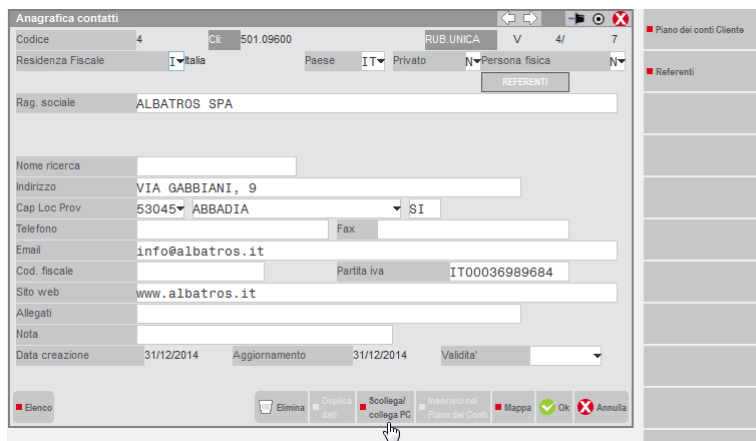 Anagrafica contatti
Codice 4 Cli: 501.09600 RUB.UNICA V 4/ 7
Residenza Fiscale I Italia Paese IT Privato N Persona fisica N
REFERENTI
Rag. sociale ALBATROS SPA
Nome ricerca
Indirizzo VIA GABBIANI, 9
Cap Loc Prov 53045 ABBADIA SI
Telefono Fax
Email info@albatros.it
Cod. fiscale Partita iva IT00036989684
Sito web www.albatros.it
Allegati
Nota
Data creazione 31/12/2014 Aggiornamento 31/12/2014 Validita'
Elenco Elimina Duplica dati Scollega/ collega PC Inserisci nel Piano dei Conti Mappa Ok Annulla
Piano dei conti Cliente
Referenti